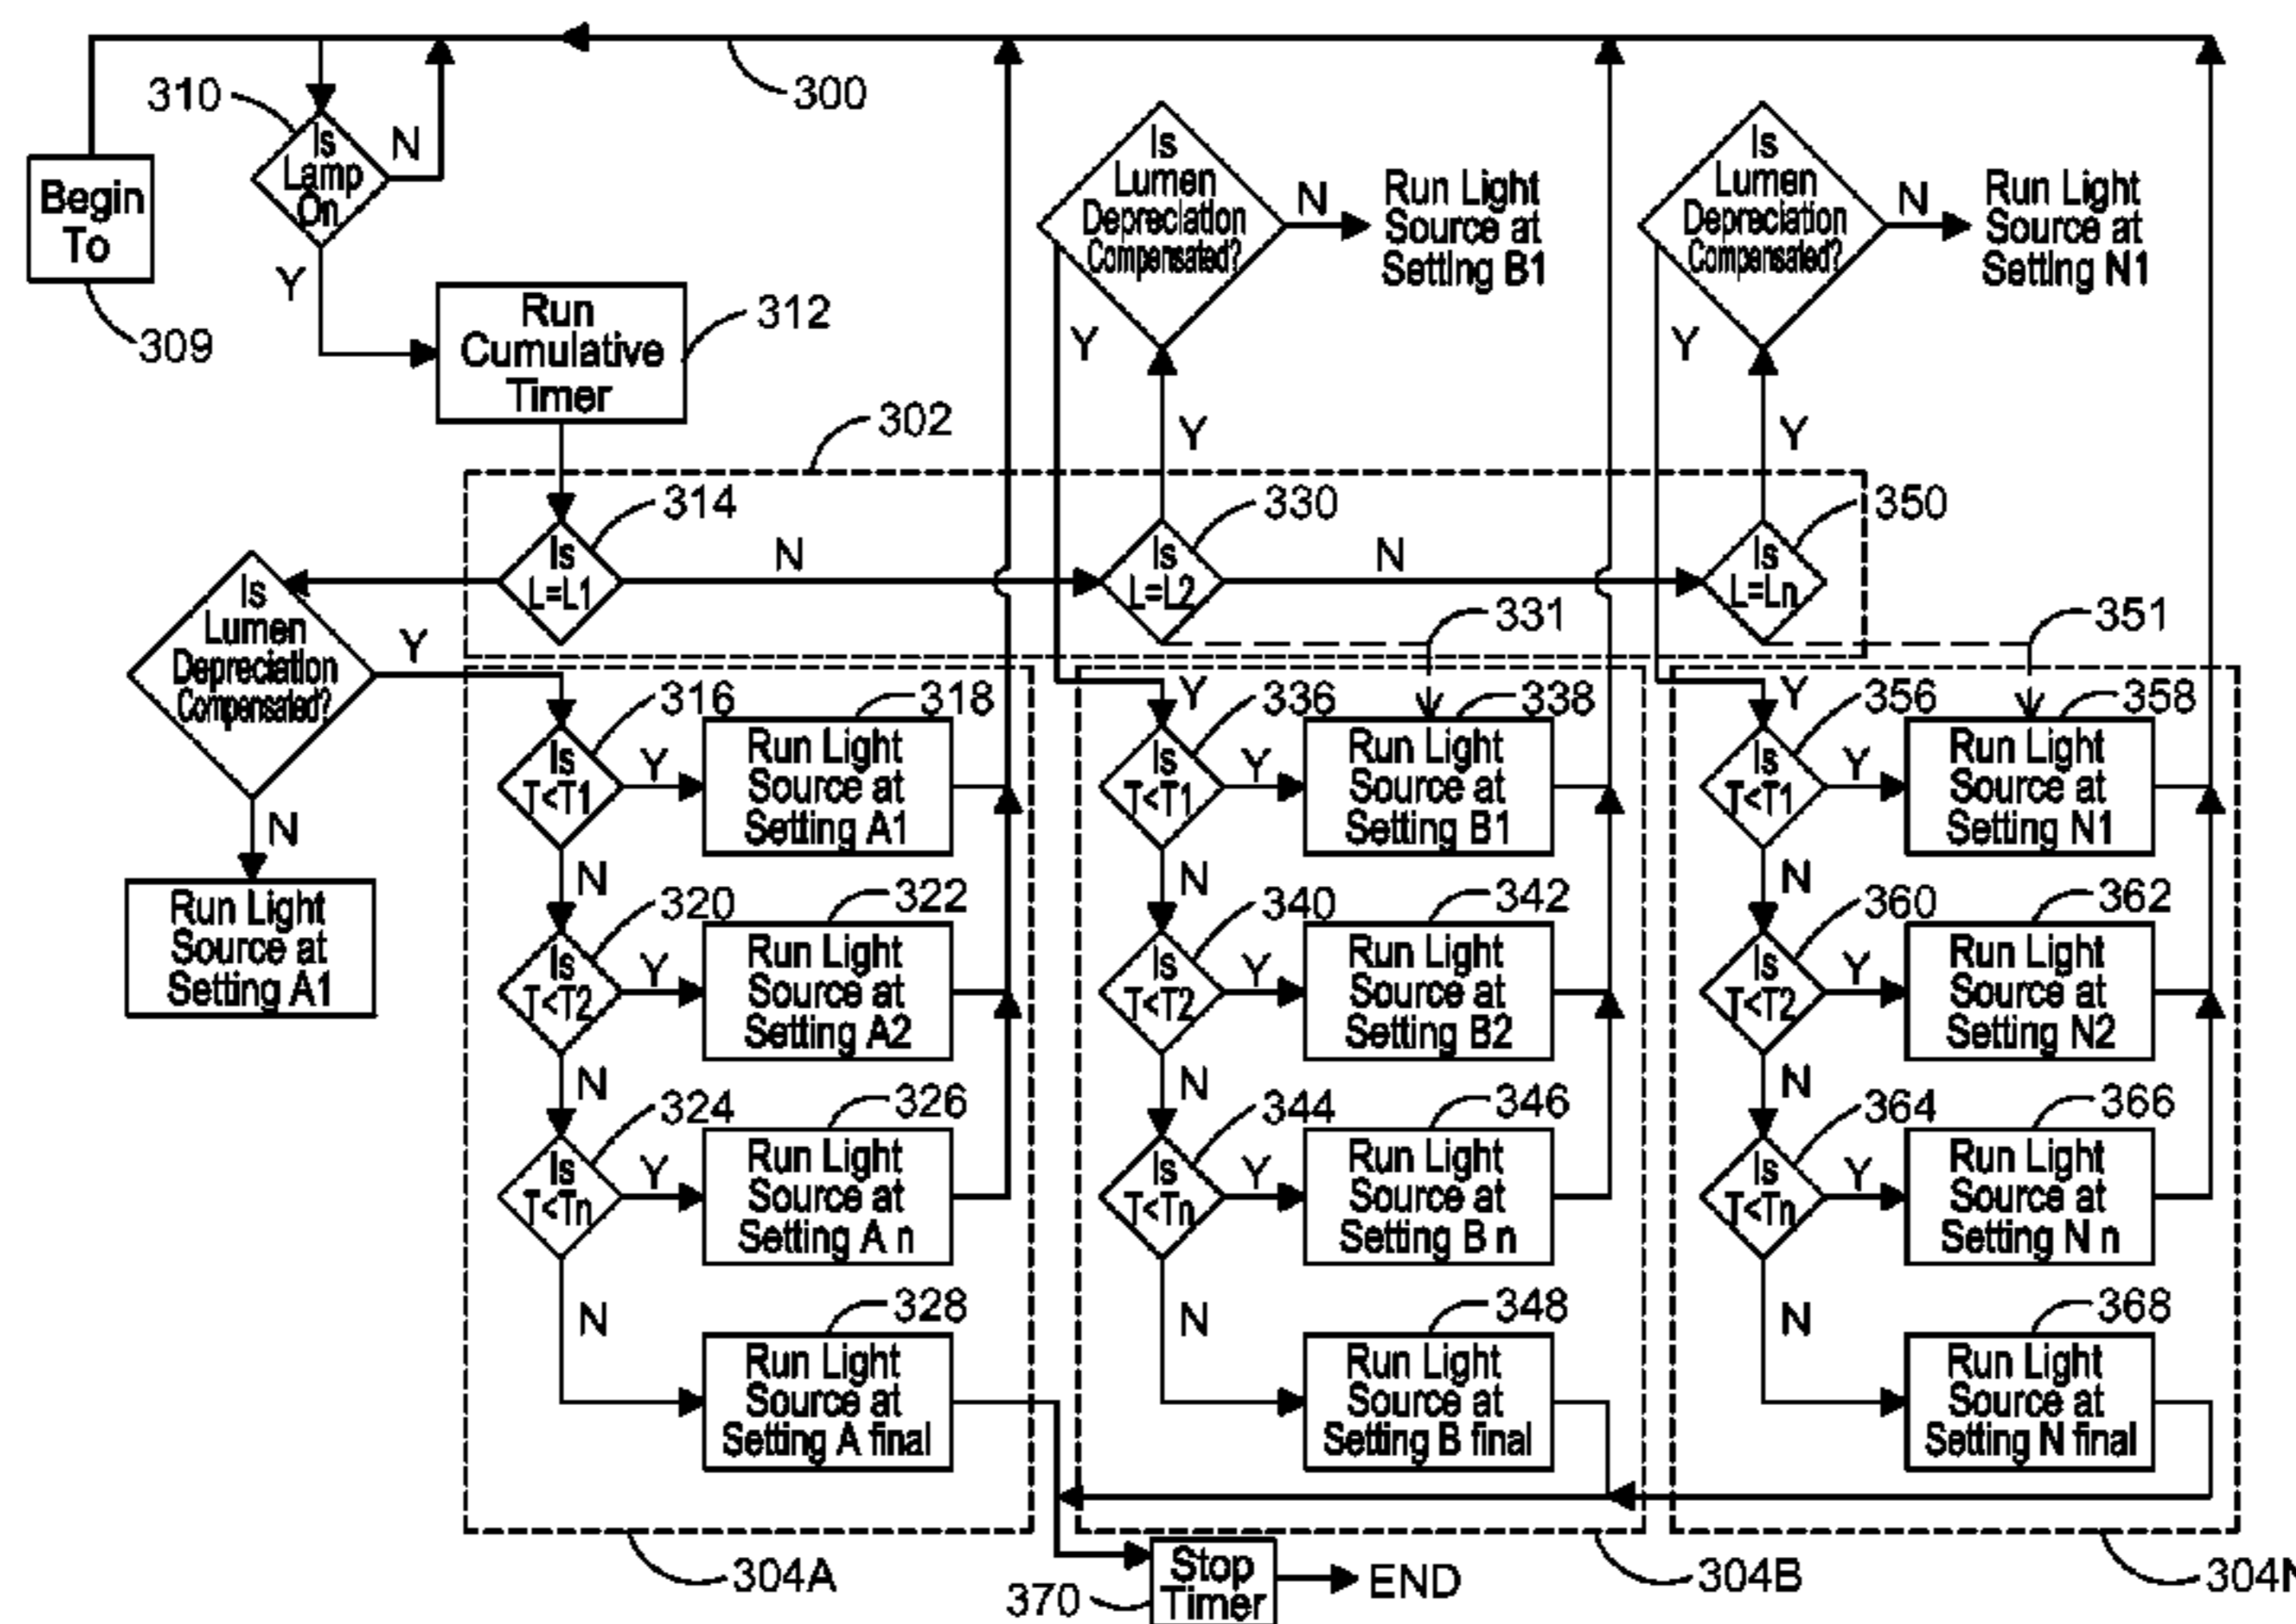 300
310
Is
Lamp
On
N
Y
Begin
To
309
Run
Cumulative
Timer
312
Is
Lumen
Depreciation
Compensated?
N
Y
Run Light
Source at
Setting B1
Is
Lumen
Depreciation
Compensated?
N
Y
Run Light
Source at
Setting N1
302
314
Is
L=L1
N
Y
330
Is
L=L2
N
Y
350
Is
L=Ln
331
351
Is
Lumen
Depreciation
Compensated?
Y
N
Run Light
Source at
Setting A1
316
Is
T<T1
Y
N
318
Run Light
Source at
Setting A1
320
Is
T<T2
Y
N
322
Run Light
Source at
Setting A2
324
Is
T<Tn
Y
N
326
Run Light
Source at
Setting A n
328
Run Light
Source at
Setting A final
304A
Y
336
Is
T<T1
Y
N
338
Run Light
Source at
Setting B1
340
Is
T<T2
Y
N
342
Run Light
Source at
Setting B2
344
Is
T<Tn
Y
N
346
Run Light
Source at
Setting B n
348
Run Light
Source at
Setting B final
304B
Y
356
Is
T<T1
Y
N
358
Run Light
Source at
Setting N1
360
Is
T<T2
Y
N
362
Run Light
Source at
Setting N2
364
Is
T<Tn
Y
N
366
Run Light
Source at
Setting N n
368
Run Light
Source at
Setting N final
304N
370
Stop
Timer
END